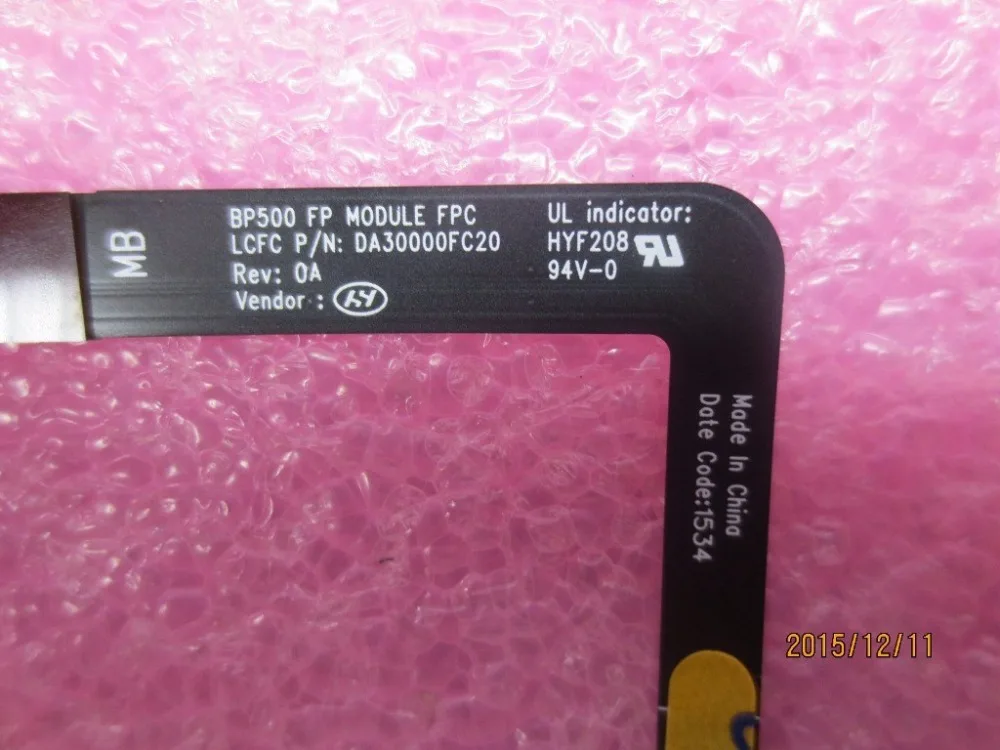 MB
BP500 FP MODULE FPC
LCFC P/N: DA30000FC20
Rev: 0A
Vendor : HY
UL indicator:
HYF208
94V-0
Made In China
Date Code:1534
2015/12/11